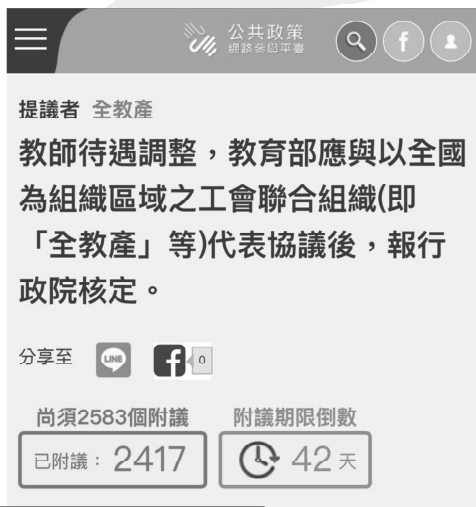 公共政策
網路參與平臺
f
提議者 全教產
教師待遇調整，教育部應與以全國
為組織區域之工會聯合組織(即
「全教產」等)代表協議後，報行
政院核定。
分享至 LINE f 0
尚須2583個附議 附議期限倒數
已附議： 2417 42 天